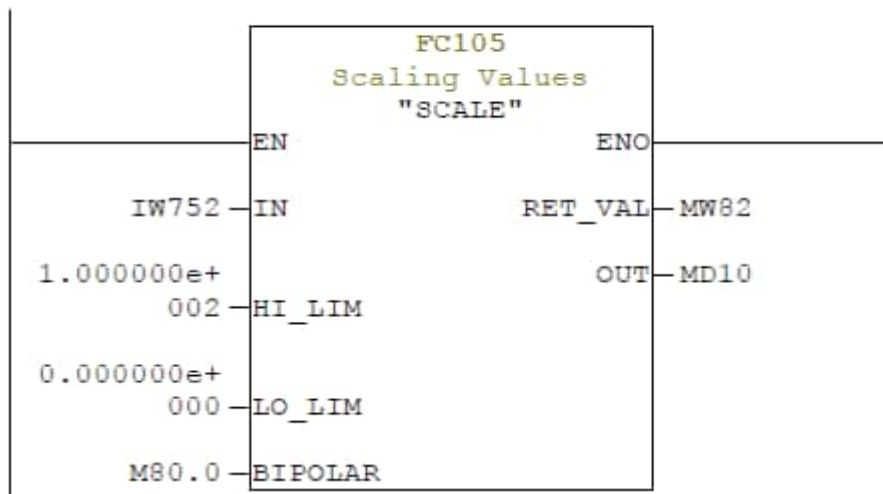 FC105
Scaling Values
"SCALE"
EN ENO
IW752 IN RET_VAL MW82
1.000000e+ OUT MD10
002 HI_LIM
0.000000e+
000 LO_LIM
M80.0 BIPOLAR